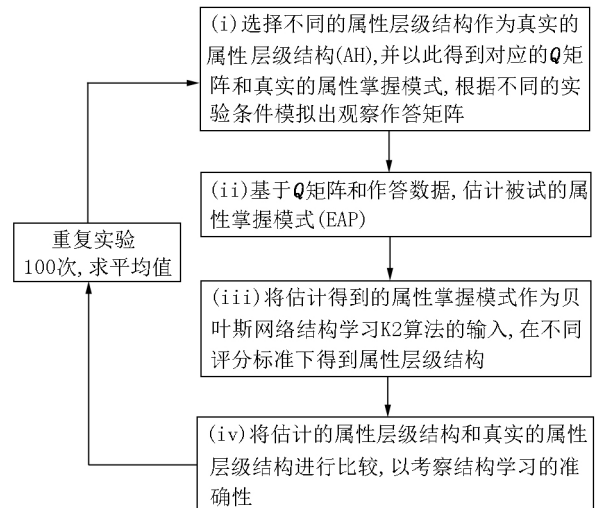 (i)选择不同的属性层级结构作为真实的
属性层级结构(AH),并以此得到对应的Q矩
阵和真实的属性掌握模式,根据不同的实
验条件模拟出观察作答矩阵
(ii)基于Q矩阵和作答数据,估计被试的属
性掌握模式(EAP)
重复实验
100次,求平均值
(iii)将估计得到的属性掌握模式作为贝
叶斯网络结构学习K2算法的输入,在不同
评分标准下得到属性层级结构
(iv)将估计的属性层级结构和真实的属性
层级结构进行比较,以考察结构学习的准
确性